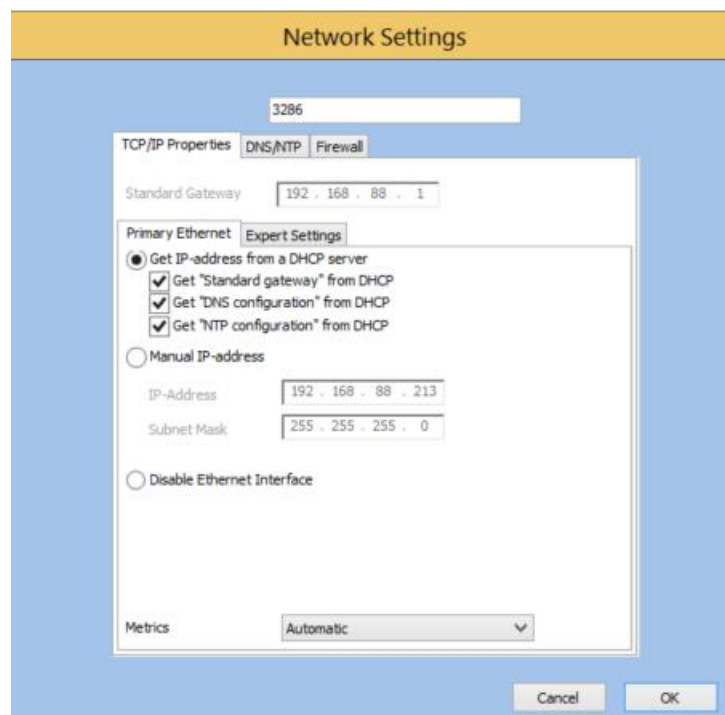 Network Settings
3286
TCP/IP Properties DNS/NTP Firewall
Standard Gateway 192 . 168 . 88 . 1
Primary Ethernet Expert Settings
Get IP-address from a DHCP server
Get "Standard gateway" from DHCP
Get "DNS configuration" from DHCP
Get "NTP configuration" from DHCP
Manual IP-address
IP-Address 192 . 168 . 88 . 213
Subnet Mask 255 . 255 . 255 . 0
Disable Ethernet Interface
Metrics Automatic
Cancel OK